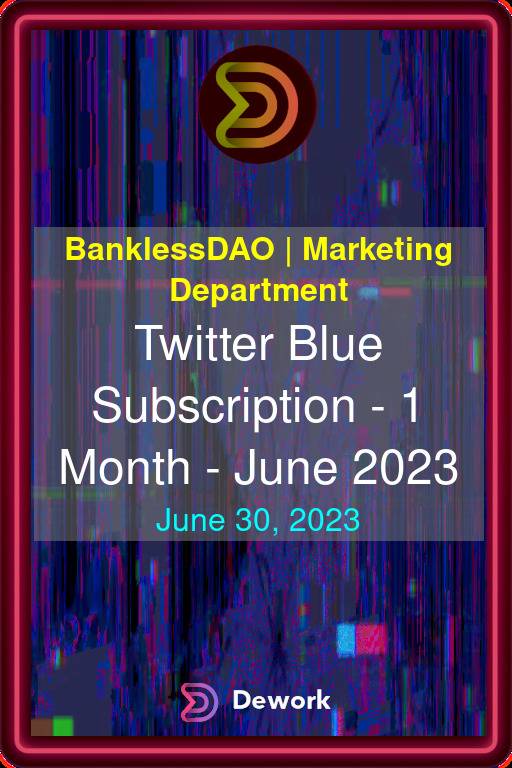 BanklessDAO | Marketing
Department
Twitter Blue
Subscription - 1
Month - June 2023
June 30, 2023
Dework